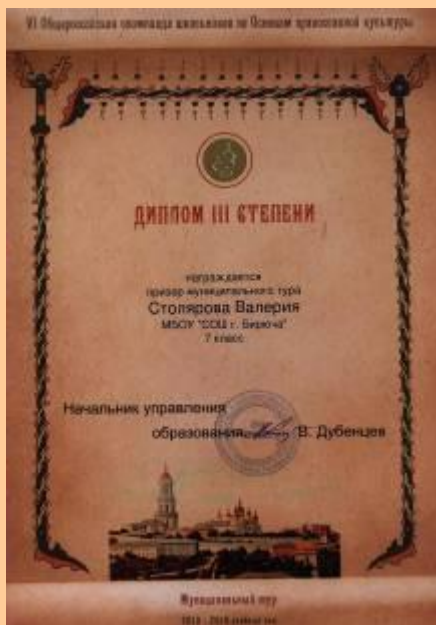 VI Общероссийская олимпиада школьников по Основам православной культуры
ДИПЛОМ III СТЕПЕНИ
награждается
призер муниципального тура
Столярова Валерия
МБОУ "СОШ г. Бирюча"
7 класс
Начальник управления
образования В. Дубенцев
Муниципальный тур